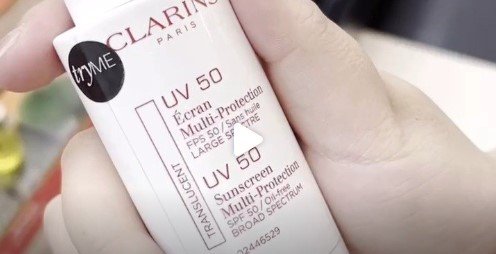 tryME
CLARINS
PARIS
UV 50
Écran
Multi-Protection
FPS 50/Sans huile
LARGE SPECTRE
TRANSLUCENT
UV 50
Sunscreen
Multi-Protection
SPF 50/Oil-free
BROAD SPECTRUM
02446529